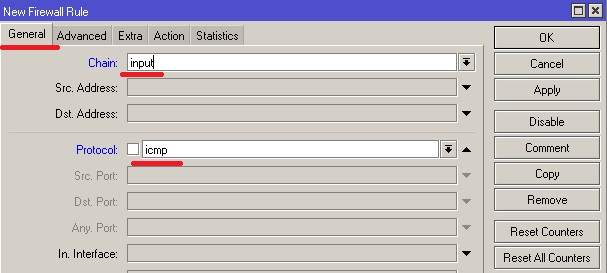 New Firewall Rule
General Advanced Extra Action Statistics
OK
Chain: input
Cancel
Src. Address:
Apply
Dst. Address:
Disable
Protocol: icmp
Comment
Src. Port:
Copy
Dst. Port:
Remove
Any. Port:
Reset Counters
In. Interface:
Reset All Counters